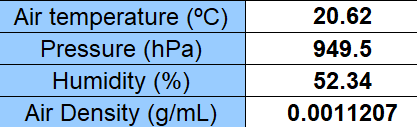 Air temperature (ºC) 20.62
Pressure (hPa) 949.5
Humidity (%) 52.34
Air Density (g/mL) 0.0011207